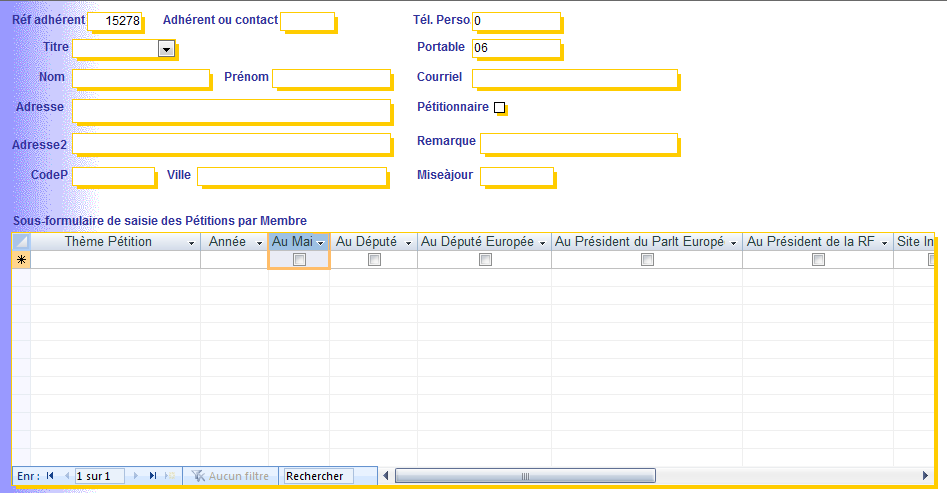 Réf adhérent 15278 Adhérent ou contact Tél. Perso 0
Titre Portable 06
Nom Prénom Courriel
Adresse Pétitionnaire
Adresse2 Remarque
CodeP Ville Miseàjour
Sous-formulaire de saisie des Pétitions par Membre
Thème Pétition Année Au Mai Au Député Au Député Européen Au Président du Parlt Europé Au Président de la RF Site In
Enr : 1 sur 1 Aucun filtre Rechercher